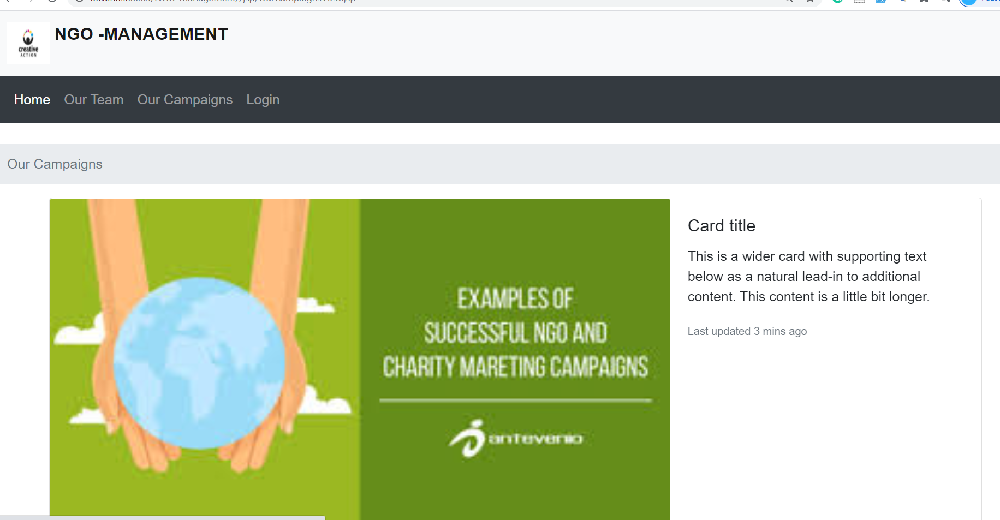 creative
ACTION
NGO -MANAGEMENT
Home Our Team Our Campaigns Login
Our Campaigns
EXAMPLES OF
SUCCESSFUL NGO AND
CHARITY MARETING CAMPAIGNS
antevenio
Card title
This is a wider card with supporting text
below as a natural lead-in to additional
content. This content is a little bit longer.
Last updated 3 mins ago